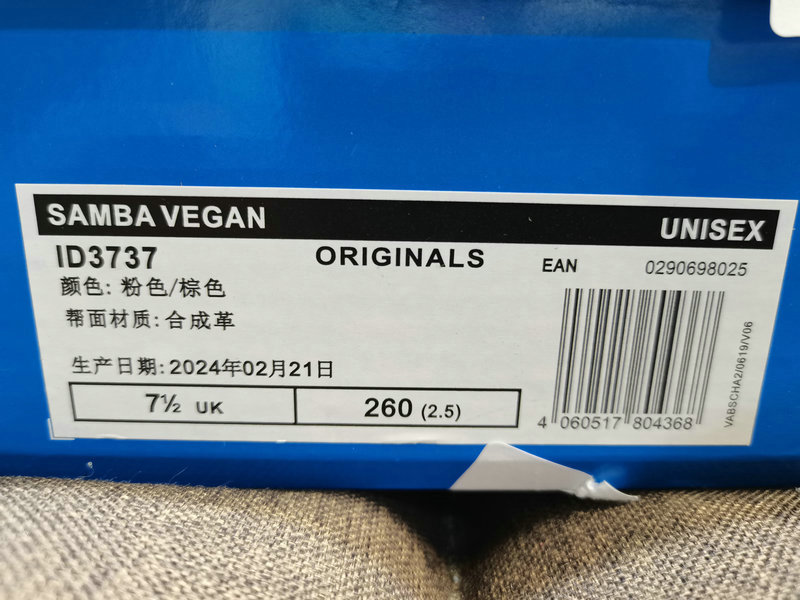 SAMBA VEGAN
UNISEX
ID3737
ORIGINALS
EAN
0290698025
颜色: 粉色/棕色
帮面材质: 合成革
生产日期: 2024年02月21日
7½ UK
260 (2.5)
4 060517 804368
VABSCHA2/0619/V06